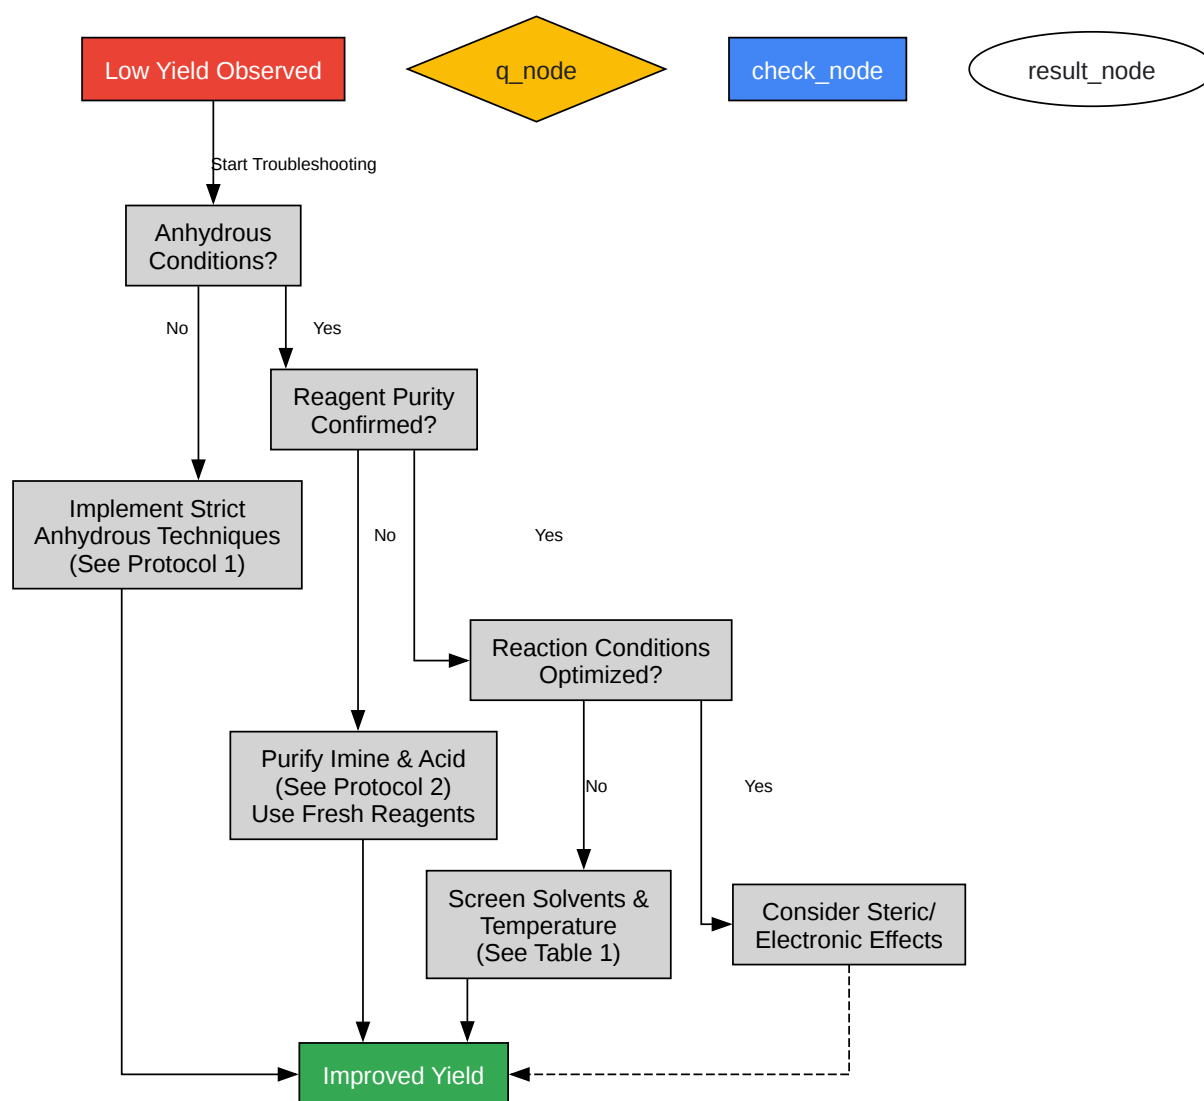 Low Yield Observed
q_node
check_node
result_node
Start Troubleshooting
Anhydrous
Conditions?
No
Yes
Reagent Purity
Confirmed?
Implement Strict
Anhydrous Techniques
(See Protocol 1)
No
Yes
Reaction Conditions
Optimized?
Purify Imine & Acid
(See Protocol 2)
Use Fresh Reagents
No
Yes
Screen Solvents &
Temperature
(See Table 1)
Consider Steric/
Electronic Effects
Improved Yield